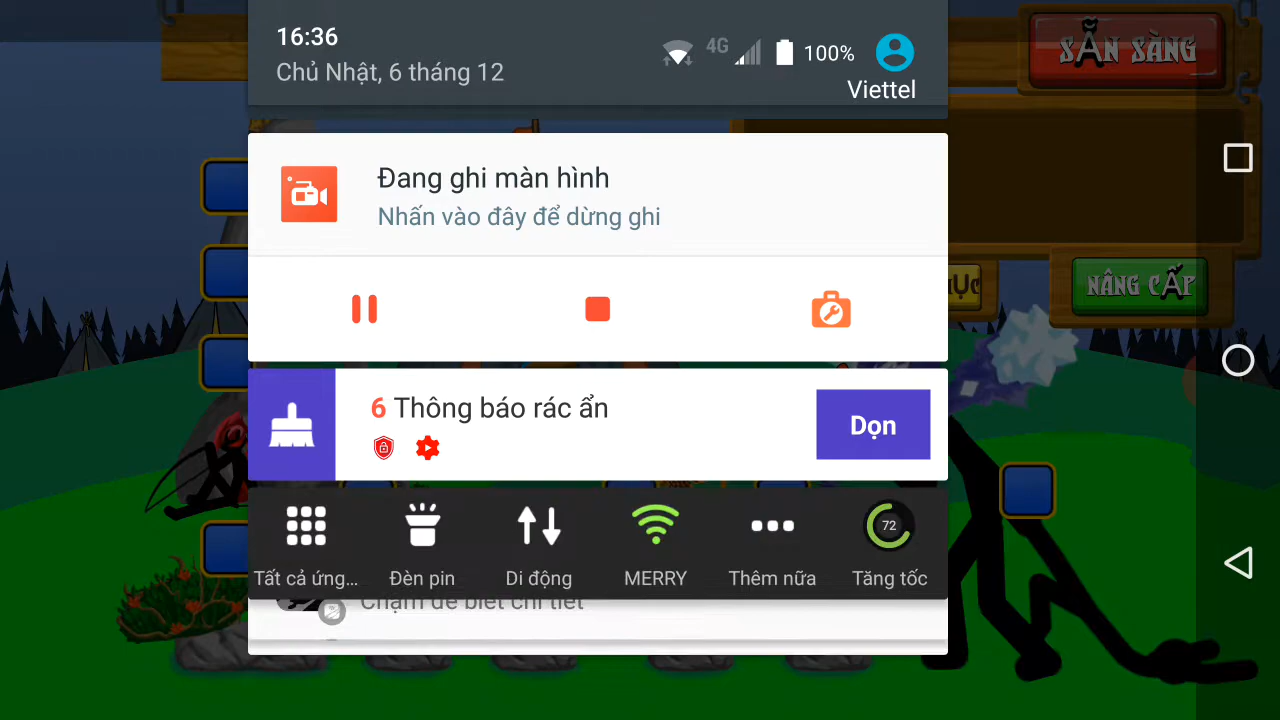 16:36
Chủ Nhật, 6 tháng 12
4G
100%
Viettel
SẴN SÀNG
Đang ghi màn hình
Nhấn vào đây để dừng ghi
NÂNG CẤP
6 Thông báo rác ẩn
Dọn
72
Tất cả ứng...
Đèn pin
Di động
MERRY
Thêm nữa
Tăng tốc
Chạm để biết chi tiết